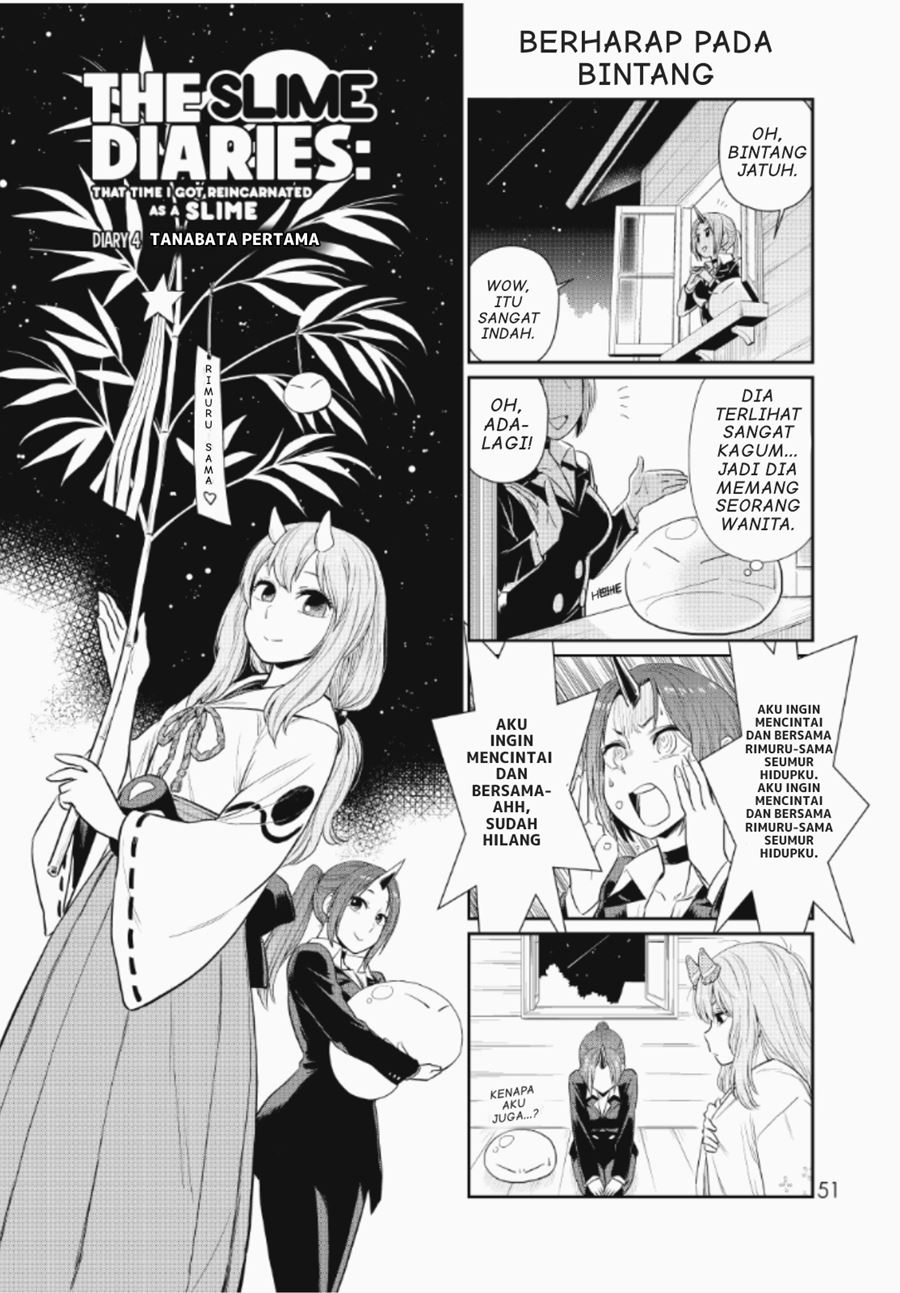 THE SLIME
DIARIES:
THAT TIME I GOT REINCARNATED
AS A SLIME
DIARY 4 TANABATA PERTAMA
RIMURU SAMA♡
BERHARAP PADA
BINTANG
OH,
BINTANG
JATUH.
WOW,
ITU
SANGAT
INDAH.
DIA
TERLIHAT
SANGAT
KAGUM...
JADI DIA
MEMANG
SEORANG
WANITA.
OH,
ADA-
LAGI!
AKU INGIN
MENCINTAI
DAN BERSAMA
RIMURU-SAMA
SEUMUR
HIDUPKU.
AKU INGIN
MENCINTAI
DAN BERSAMA
RIMURU-SAMA
SEUMUR
HIDUPKU.
AKU
INGIN
MENCINTAI
DAN
BERSAMA-
AHH,
SUDAH
HILANG
KENAPA
AKU
JUGA...?
51